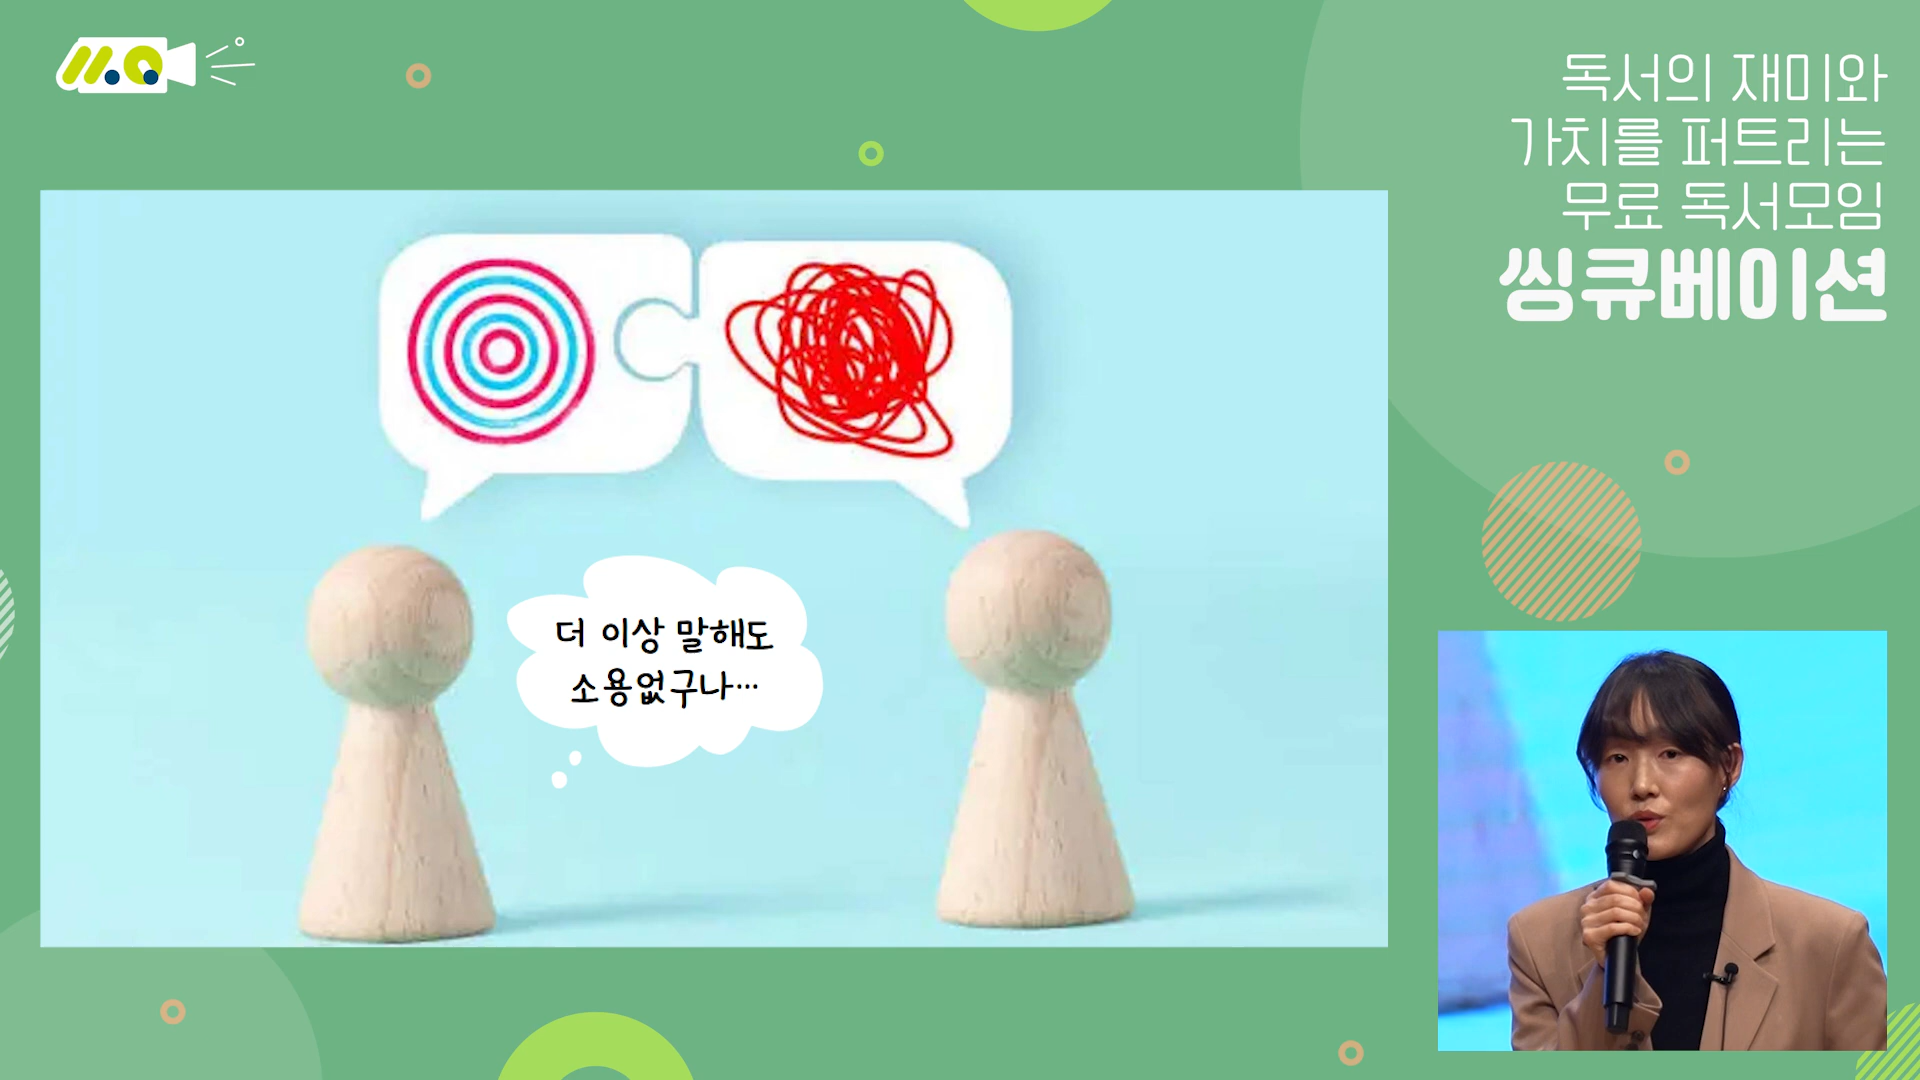 독서의 재미와
가치를 퍼트리는
무료 독서모임
씽큐베이션
더 이상 말해도
소용없구나…